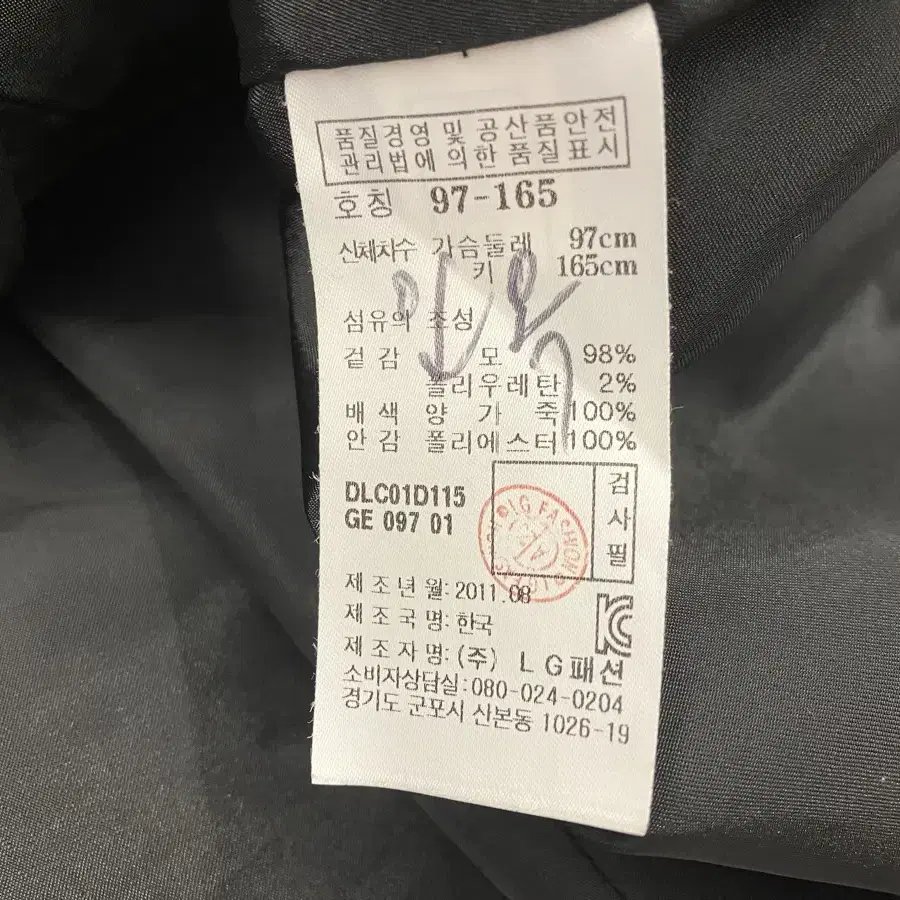 품질경영 및 공산품안전
관리법에 의한 품질표시
호칭 97-165
신체치수 가슴둘레 97cm
키 165cm
섬유의 조성
겉감 모 98%
폴리우레탄 2%
배색 양가죽 100%
안감 폴리에스터 100%
DLC01D115
GE 097 01
검사필
FASHION
제조년월: 2011.08
제조국명: 한국
제조자명: (주) LG패션
소비자상담실: 080-024-0204
경기도 군포시 산본동 1026-19